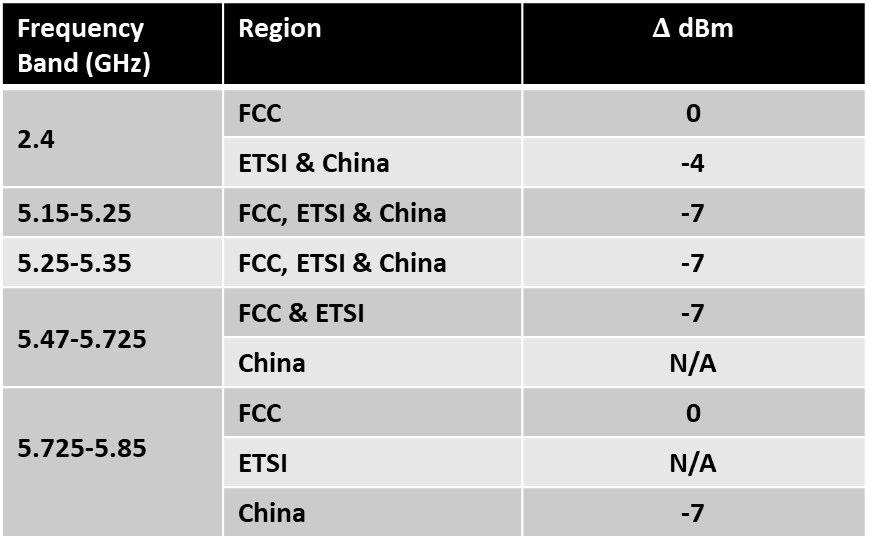 Frequency Band (GHz) Region Δ dBm
2.4 FCC 0
ETSI & China -4
5.15-5.25 FCC, ETSI & China -7
5.25-5.35 FCC, ETSI & China -7
5.47-5.725 FCC & ETSI -7
China N/A
5.725-5.85 FCC 0
ETSI N/A
China -7